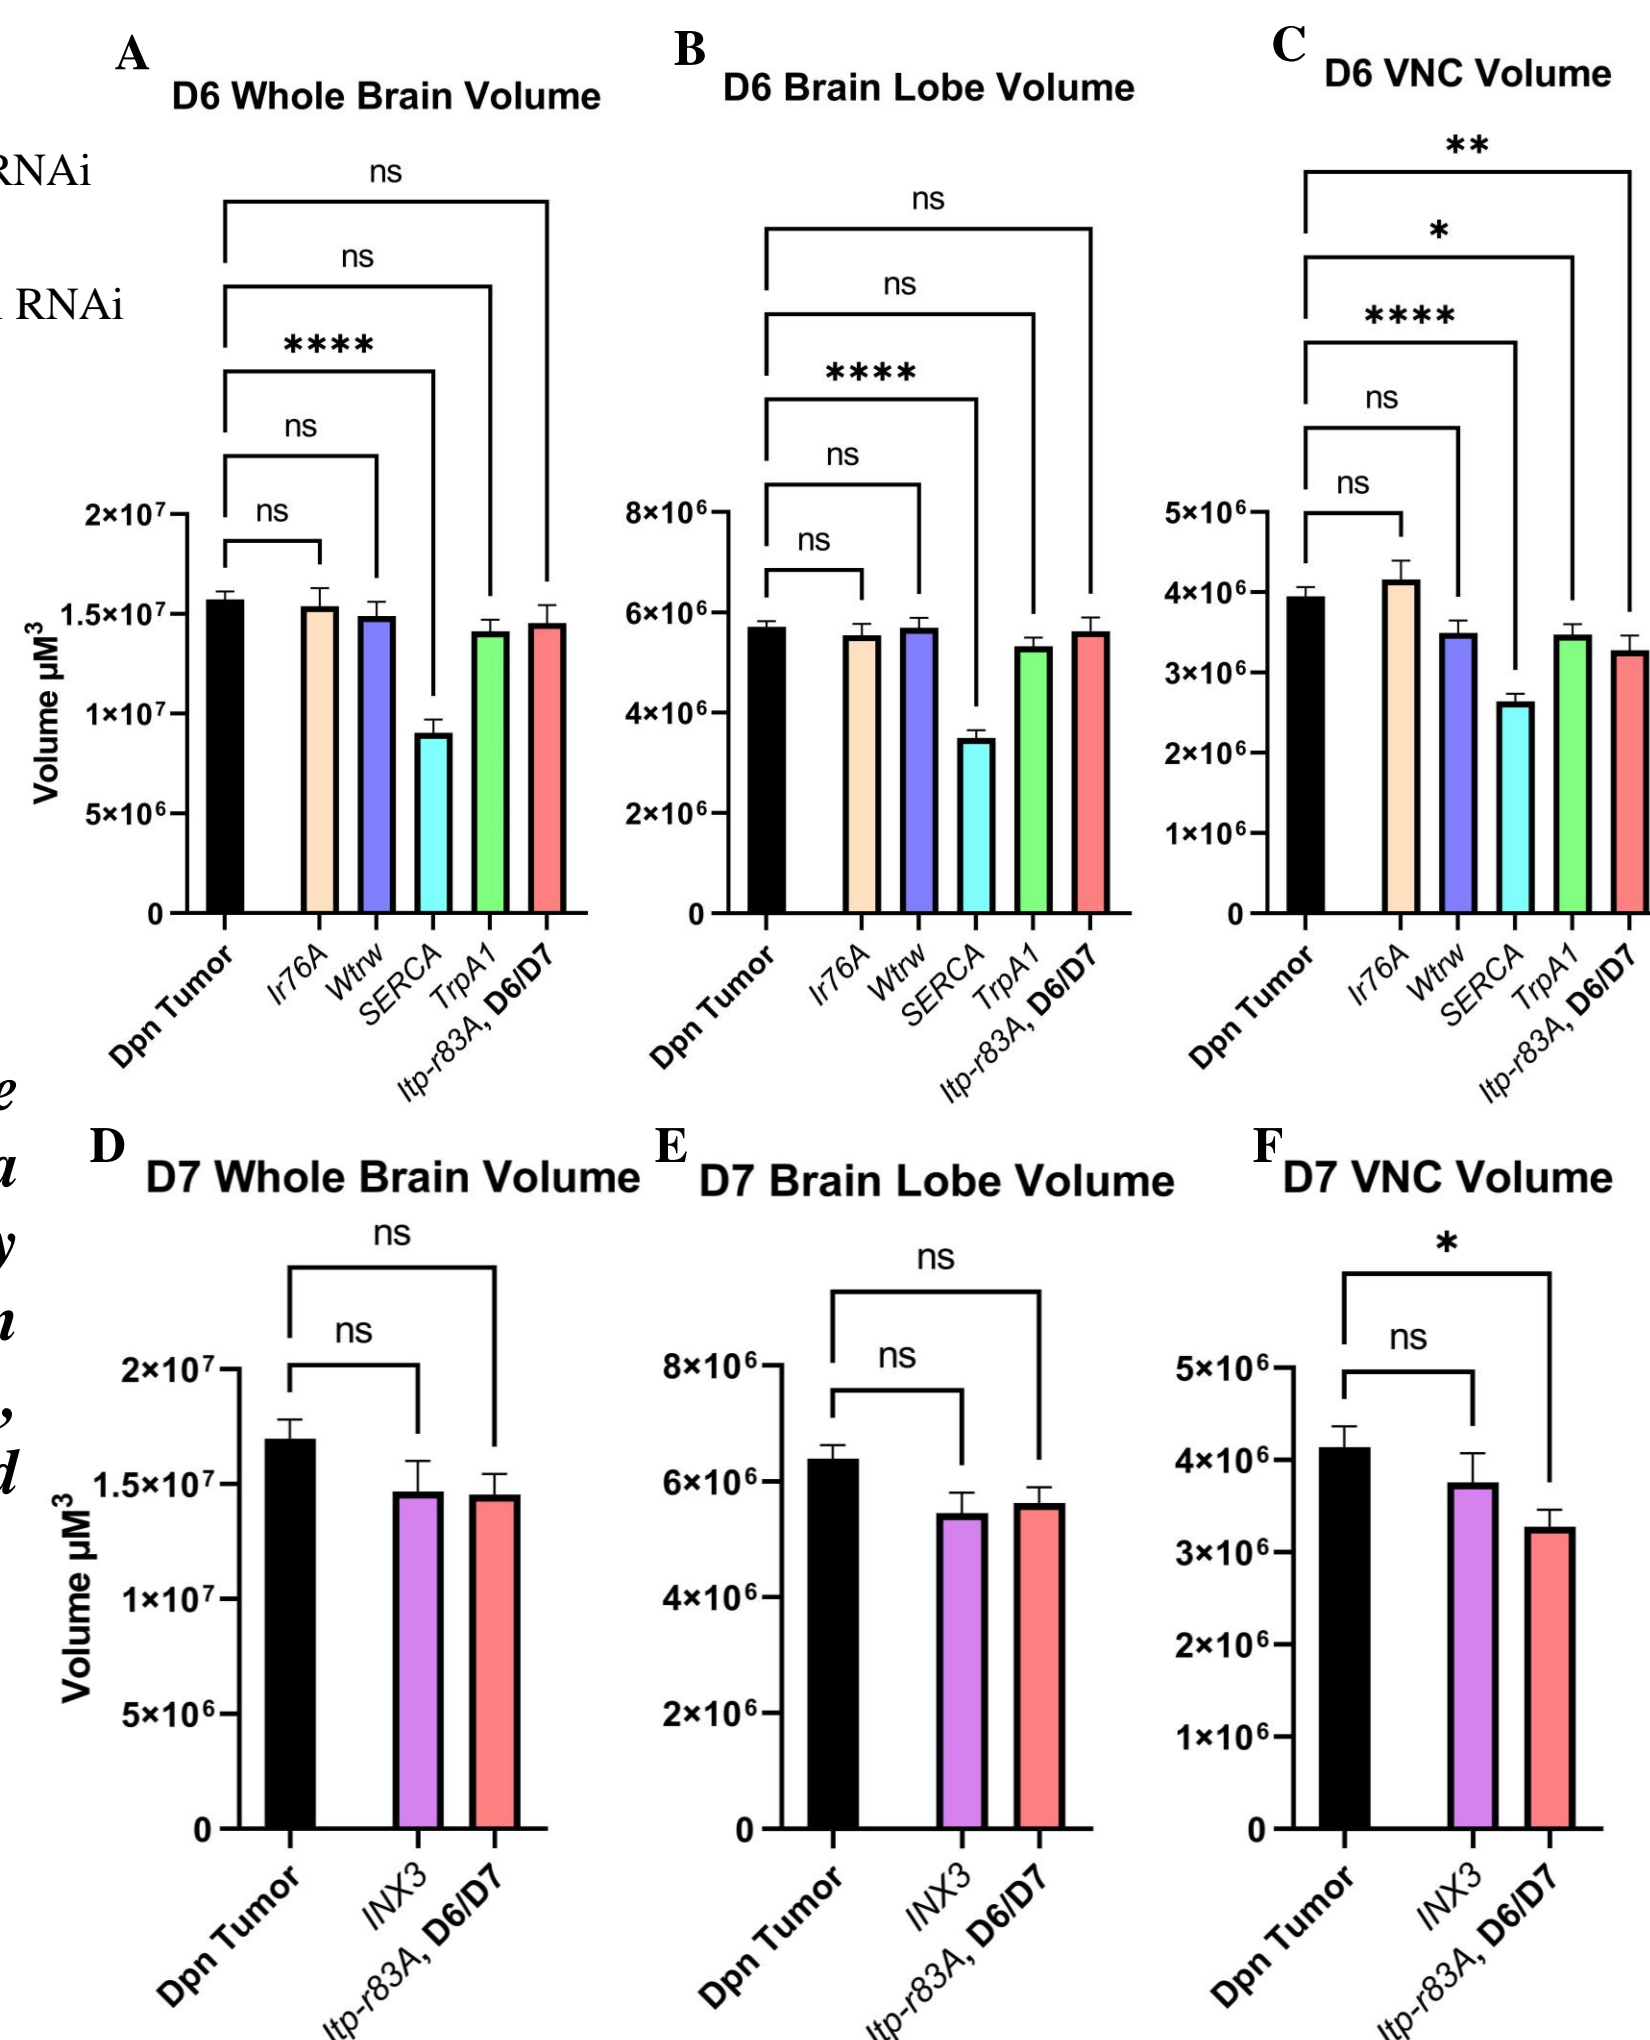 A
D6 Whole Brain Volume
B
D6 Brain Lobe Volume
C
D6 VNC Volume
RNAi
RNAi
ns
ns
****
ns
ns
2×10⁷
1.5×10⁷
1×10⁷
5×10⁶
0
Volume µM³
Dpn Tumor
Ir76A
Wtrw
SERCA
TrpA1
Itp-r83A, D6/D7
ns
ns
****
ns
ns
8×10⁶
6×10⁶
4×10⁶
2×10⁶
0
Dpn Tumor
Ir76A
Wtrw
SERCA
TrpA1
Itp-r83A, D6/D7
**
*
****
ns
ns
5×10⁶
4×10⁶
3×10⁶
2×10⁶
1×10⁶
0
Dpn Tumor
Ir76A
Wtrw
SERCA
TrpA1
Itp-r83A, D6/D7
e
a
y
n
,
d
D
D7 Whole Brain Volume
ns
ns
2×10⁷
1.5×10⁷
1×10⁷
5×10⁶
0
Volume µM³
Dpn Tumor
INX3
Itp-r83A, D6/D7
E
D7 Brain Lobe Volume
ns
ns
8×10⁶
6×10⁶
4×10⁶
2×10⁶
0
Dpn Tumor
INX3
Itp-r83A, D6/D7
F
D7 VNC Volume
*
ns
5×10⁶
4×10⁶
3×10⁶
2×10⁶
1×10⁶
0
Dpn Tumor
INX3
Itp-r83A, D6/D7